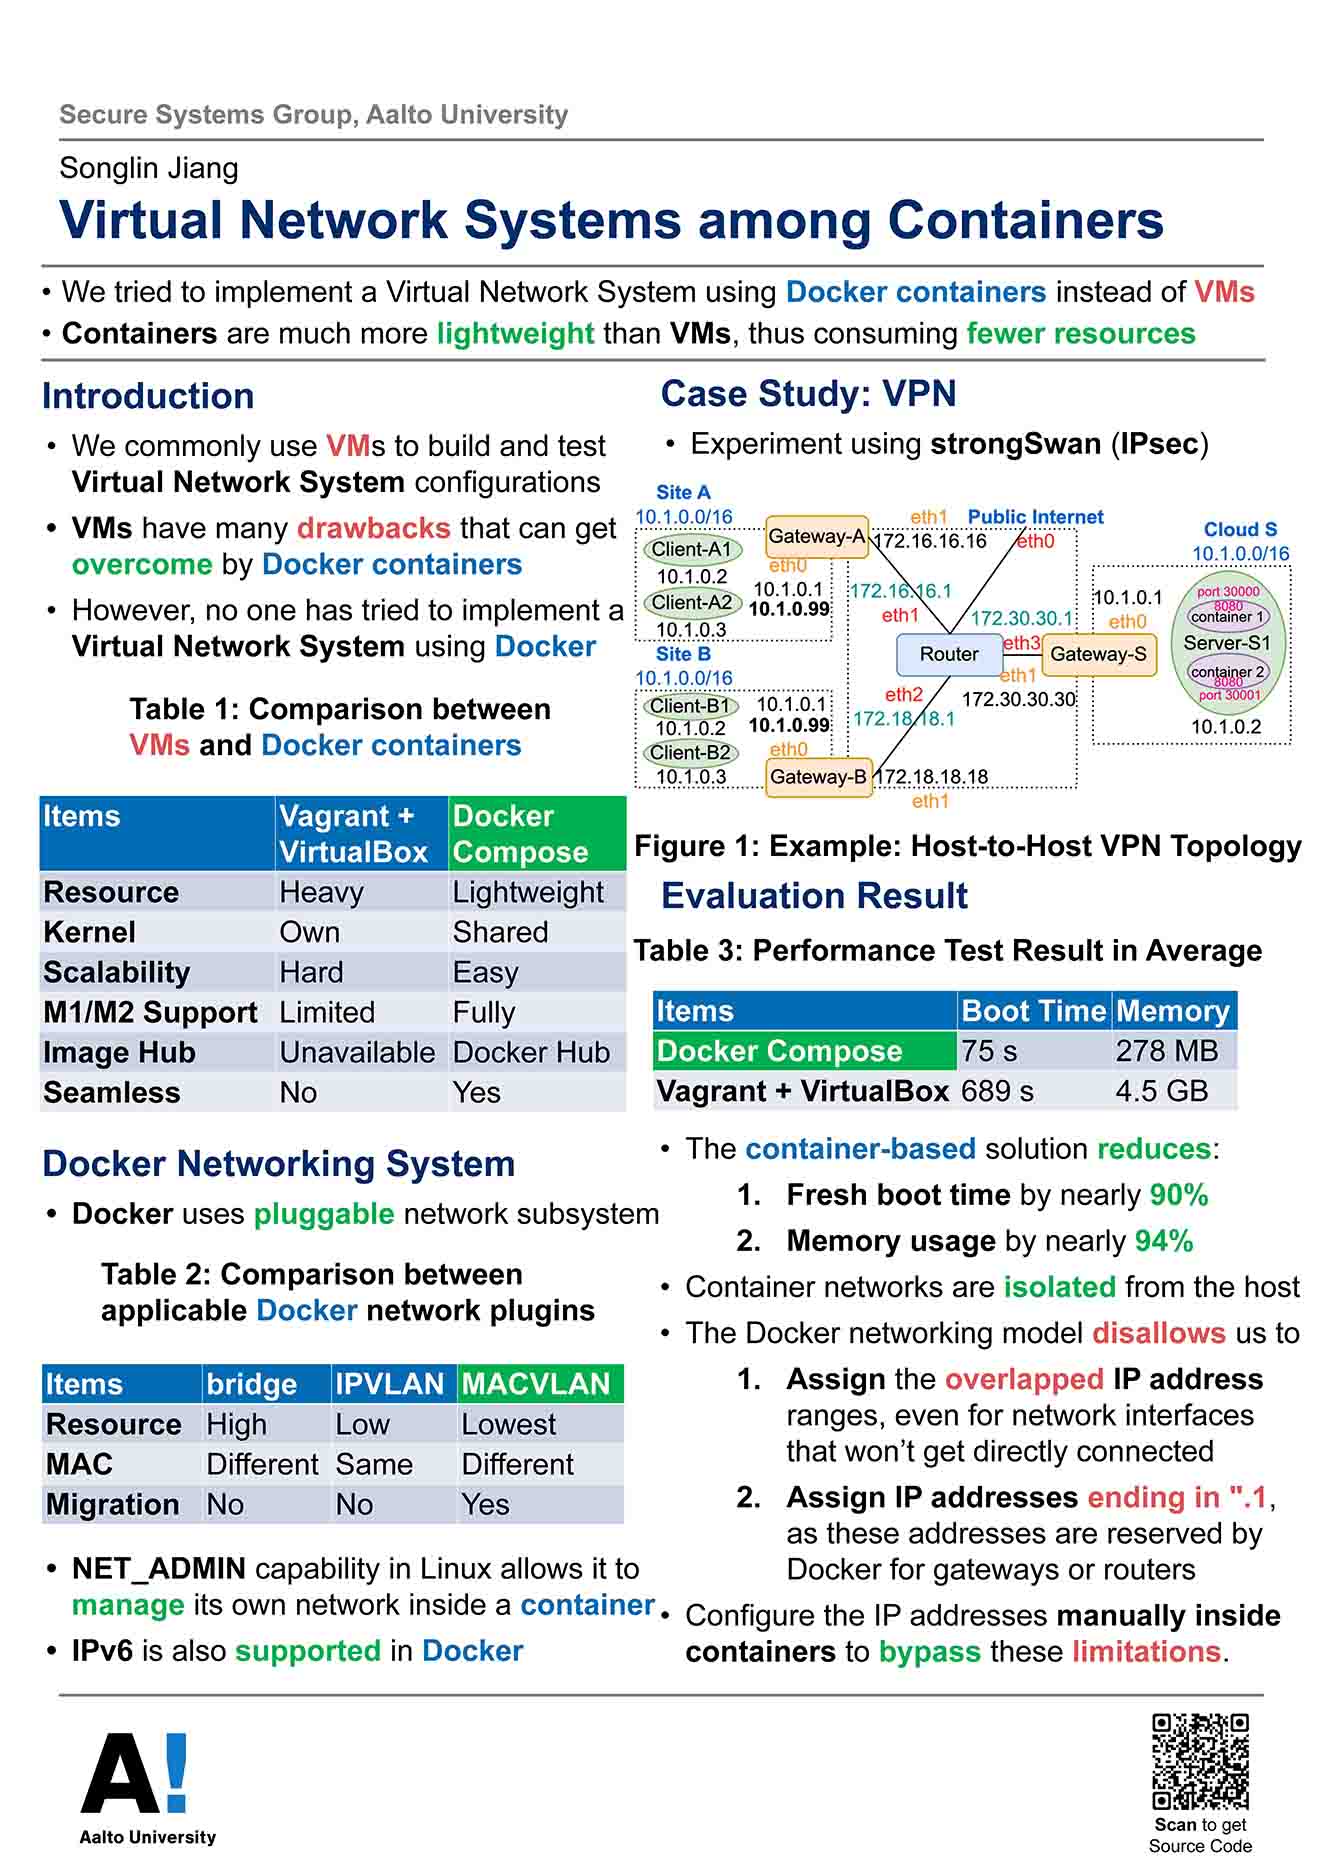 Secure Systems Group, Aalto University
Songlin Jiang
Virtual Network Systems among Containers
• We tried to implement a Virtual Network System using Docker containers instead of VMs
• Containers are much more lightweight than VMs, thus consuming fewer resources
Introduction
• We commonly use VMs to build and test
Virtual Network System configurations
• VMs have many drawbacks that can get
overcome by Docker containers
• However, no one has tried to implement a
Virtual Network System using Docker
Table 1: Comparison between
VMs and Docker containers
Items Vagrant + VirtualBox Docker Compose
Resource Heavy Lightweight
Kernel Own Shared
Scalability Hard Easy
M1/M2 Support Limited Fully
Image Hub Unavailable Docker Hub
Seamless No Yes
Docker Networking System
• Docker uses pluggable network subsystem
Table 2: Comparison between
applicable Docker network plugins
Items bridge IPVLAN MACVLAN
Resource High Low Lowest
MAC Different Same Different
Migration No No Yes
• NET_ADMIN capability in Linux allows it to
manage its own network inside a container
• IPv6 is also supported in Docker
Case Study: VPN
• Experiment using strongSwan (IPsec)
Site A
10.1.0.0/16
Client-A1
10.1.0.2
Client-A2
10.1.0.3
Gateway-A
eth0
10.1.0.1
10.1.0.99
eth1
172.16.16.16
Public Internet
eth0
172.16.16.1
eth1
172.30.30.1
eth3
Router
eth2
172.18.18.1
Gateway-S
eth1
172.30.30.30
10.1.0.1
eth0
Cloud S
10.1.0.0/16
port 30000
8080
container 1
Server-S1
container 2
8080
port 30001
10.1.0.2
Site B
10.1.0.0/16
Client-B1
10.1.0.2
Client-B2
10.1.0.3
10.1.0.1
10.1.0.99
eth0
Gateway-B
172.18.18.18
eth1
Figure 1: Example: Host-to-Host VPN Topology
Evaluation Result
Table 3: Performance Test Result in Average
Items Boot Time Memory
Docker Compose 75 s 278 MB
Vagrant + VirtualBox 689 s 4.5 GB
• The container-based solution reduces:
1. Fresh boot time by nearly 90%
2. Memory usage by nearly 94%
• Container networks are isolated from the host
• The Docker networking model disallows us to
1. Assign the overlapped IP address
ranges, even for network interfaces
that won't get directly connected
2. Assign IP addresses ending in ".1,
as these addresses are reserved by
Docker for gateways or routers
• Configure the IP addresses manually inside
containers to bypass these limitations.
A!
Aalto University
Scan to get
Source Code